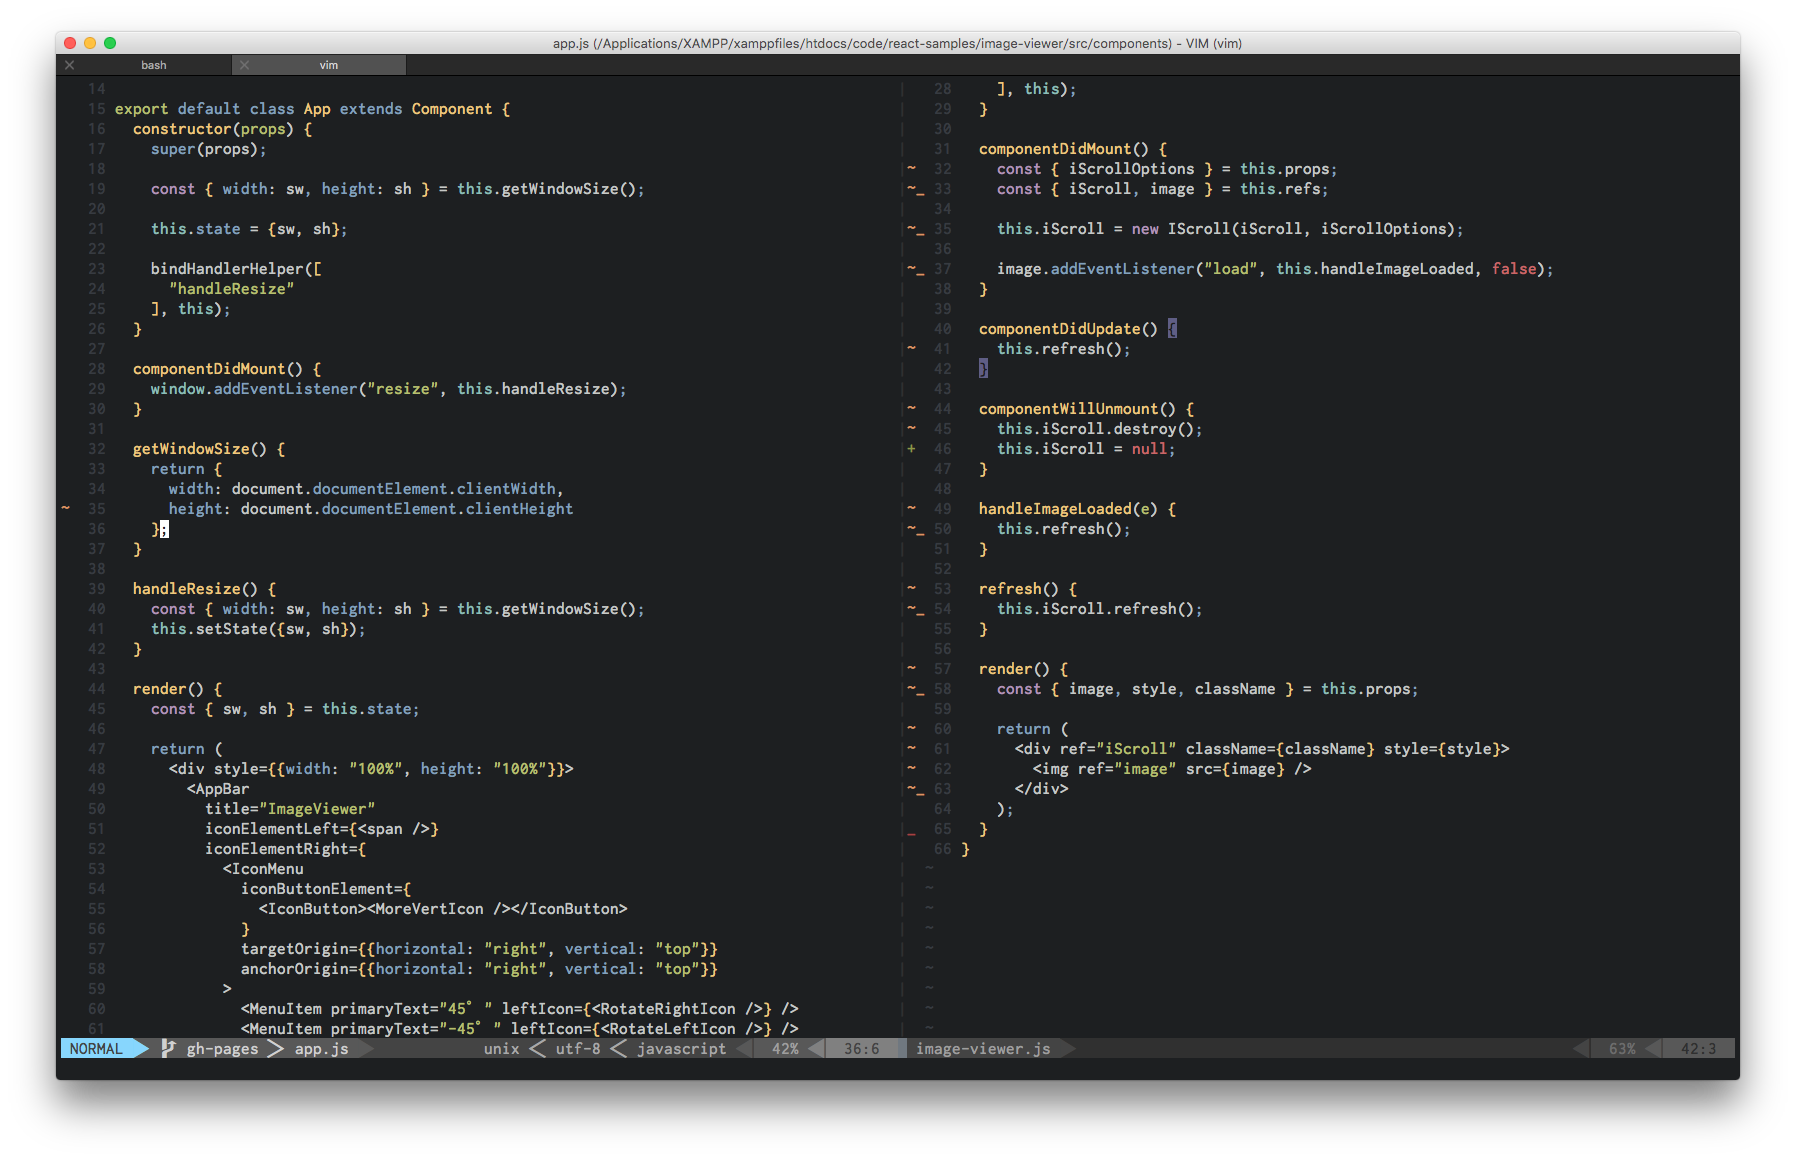 app.js (/Applications/XAMPP/xamppfiles/htdocs/code/react-samples/image-viewer/src/components) - VIM (vim)
bash
vim
14
15 export default class App extends Component {
16   constructor(props) {
17     super(props);
18
19     const { width: sw, height: sh } = this.getWindowSize();
20
21     this.state = {sw, sh};
22
23     bindHandlerHelper([
24       "handleResize"
25     ], this);
26   }
27
28   componentDidMount() {
29     window.addEventListener("resize", this.handleResize);
30   }
31
32   getWindowSize() {
33     return {
34       width: document.documentElement.clientWidth,
~ 35       height: document.documentElement.clientHeight
36     };
37   }
38
39   handleResize() {
40     const { width: sw, height: sh } = this.getWindowSize();
41     this.setState({sw, sh});
42   }
43
44   render() {
45     const { sw, sh } = this.state;
46
47     return (
48       <div style={{width: "100%", height: "100%"}}>
49         <AppBar
50           title="ImageViewer"
51           iconElementLeft={<span />}
52           iconElementRight={
53             <IconMenu
54               iconButtonElement={
55                 <IconButton><MoreVertIcon /></IconButton>
56               }
57               targetOrigin={{horizontal: "right", vertical: "top"}}
58               anchorOrigin={{horizontal: "right", vertical: "top"}}
59             >
60               <MenuItem primaryText="45° " leftIcon={<RotateRightIcon />} />
61               <MenuItem primaryText="-45° " leftIcon={<RotateLeftIcon />} />
NORMAL gh-pages > app.js unix < utf-8 < javascript 42% 36:6
28     ], this);
29   }
30
31   componentDidMount() {
~ 32     const { iScrollOptions } = this.props;
~_ 33     const { iScroll, image } = this.refs;
34
~_ 35     this.iScroll = new IScroll(iScroll, iScrollOptions);
36
~_ 37     image.addEventListener("load", this.handleImageLoaded, false);
38   }
39
40   componentDidUpdate() {
~ 41     this.refresh();
42   }
43
~ 44   componentWillUnmount() {
~ 45     this.iScroll.destroy();
+ 46     this.iScroll = null;
47   }
48
~ 49   handleImageLoaded(e) {
~_ 50     this.refresh();
51   }
52
~ 53   refresh() {
~_ 54     this.iScroll.refresh();
55   }
56
~ 57   render() {
~_ 58     const { image, style, className } = this.props;
59
~ 60     return (
~ 61       <div ref="iScroll" className={className} style={style}>
~ 62         <img ref="image" src={image} />
~_ 63       </div>
64     );
_ 65   }
66 }
~
~
~
~
~
~
~
~
~
image-viewer.js 63% 42:3